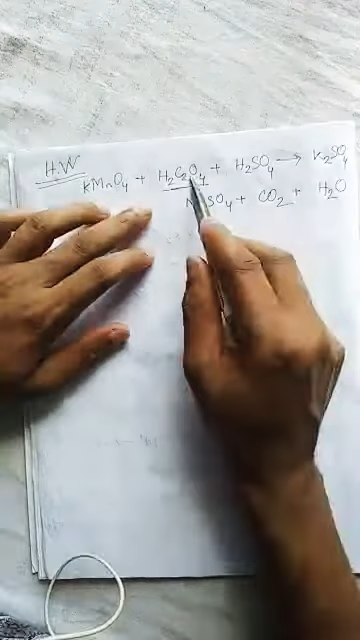 H.W
KMnO₄ + H₂C₂O₄ + H₂SO₄ → K₂SO₄
SO₄ + CO₂ + H₂O